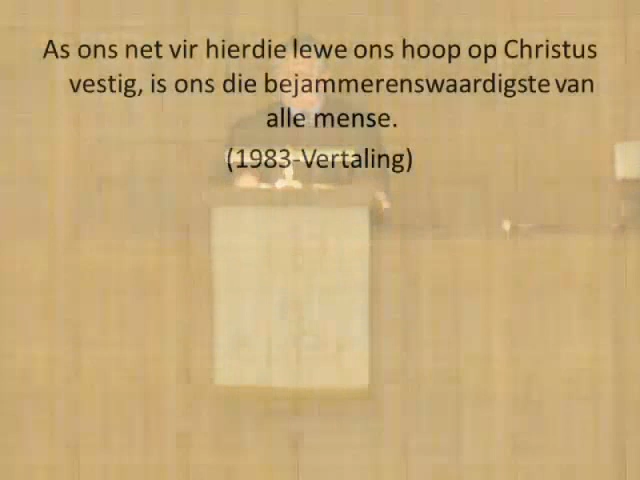 As ons net vir hierdie lewe ons hoop op Christus
vestig, is ons die bejammerenswaardigste van
alle mense.
(1983-Vertaling)